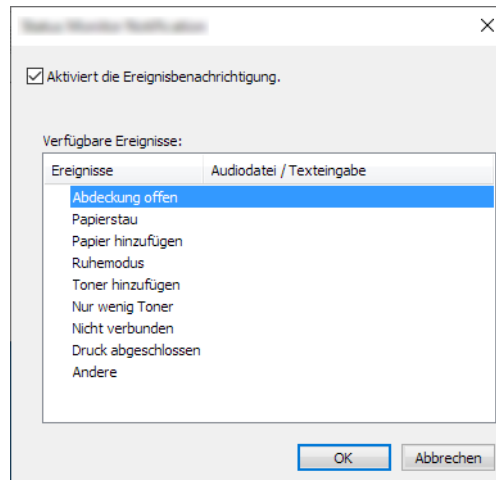 Aktiviert die Ereignisbenachrichtigung.
Verfügbare Ereignisse:
Ereignisse Audiodatei / Texteingabe
Abdeckung offen
Papierstau
Papier hinzufügen
Ruhemodus
Toner hinzufügen
Nur wenig Toner
Nicht verbunden
Druck abgeschlossen
Andere
OK Abbrechen